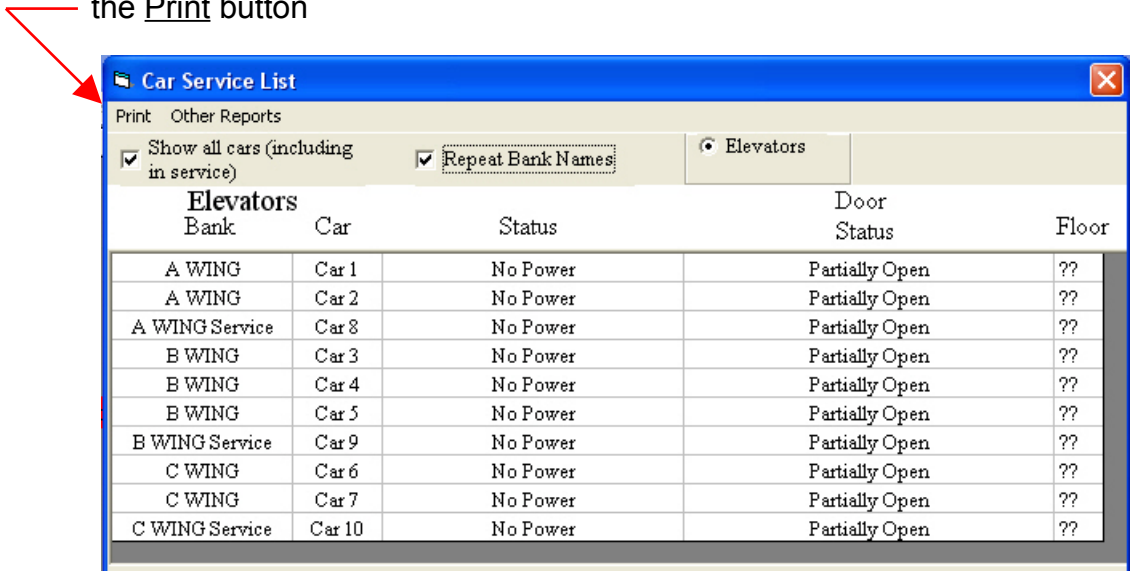 the Print button
Car Service List
Print Other Reports
Show all cars (including
in service)
Repeat Bank Names
Elevators
Elevators
Bank Car Status Door Status Floor
A WING Car 1 No Power Partially Open ??
A WING Car 2 No Power Partially Open ??
A WING Service Car 8 No Power Partially Open ??
B WING Car 3 No Power Partially Open ??
B WING Car 4 No Power Partially Open ??
B WING Car 5 No Power Partially Open ??
B WING Service Car 9 No Power Partially Open ??
C WING Car 6 No Power Partially Open ??
C WING Car 7 No Power Partially Open ??
C WING Service Car 10 No Power Partially Open ??